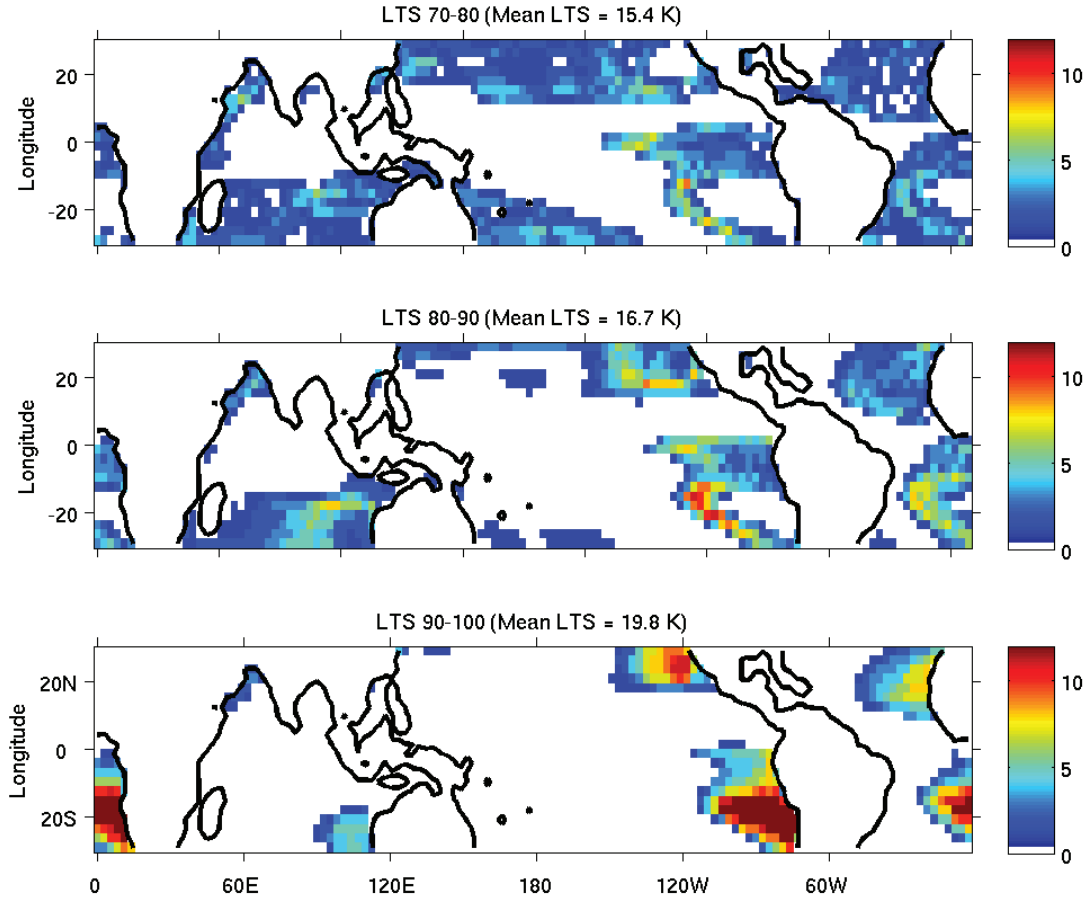 LTS 70-80 (Mean LTS = 15.4 K)
Longitude
20
0
-20
10
5
0
LTS 80-90 (Mean LTS = 16.7 K)
Longitude
20
0
-20
10
5
0
LTS 90-100 (Mean LTS = 19.8 K)
Longitude
20N
0
20S
10
5
0
0 60E 120E 180 120W 60W